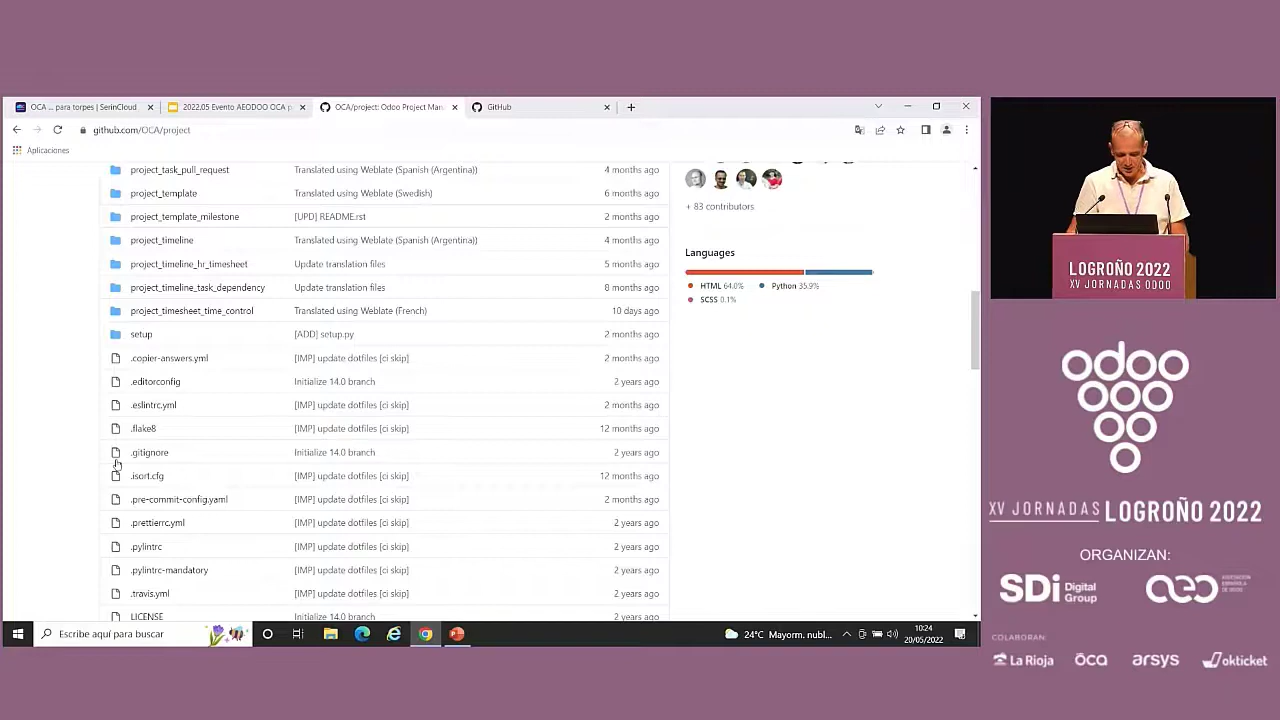 OCA ... para torpes | SerinCloud
2022.05 Evento AEODOO OCA p
OCA/project: Odoo Project Man
GitHub
github.com/OCA/project
Aplicaciones
project_task_pull_request Translated using Weblate (Spanish (Argentina)) 4 months ago
project_template Translated using Weblate (Swedish) 6 months ago
project_template_milestone [UPD] README.rst 2 months ago
project_timeline Translated using Weblate (Spanish (Argentina)) 4 months ago
project_timeline_hr_timesheet Update translation files 5 months ago
project_timeline_task_dependency Update translation files 8 months ago
project_timesheet_time_control Translated using Weblate (French) 10 days ago
setup [ADD] setup.py 2 months ago
.copier-answers.yml [IMP] update dotfiles [ci skip] 2 months ago
.editorconfig Initialize 14.0 branch 2 years ago
.eslintrc.yml [IMP] update dotfiles [ci skip] 2 months ago
.flake8 [IMP] update dotfiles [ci skip] 12 months ago
.gitignore Initialize 14.0 branch 2 years ago
.isort.cfg [IMP] update dotfiles [ci skip] 12 months ago
.pre-commit-config.yaml [IMP] update dotfiles [ci skip] 2 months ago
.prettierrc.yml [IMP] update dotfiles [ci skip] 2 years ago
.pylintrc [IMP] update dotfiles [ci skip] 2 years ago
.pylintrc-mandatory [IMP] update dotfiles [ci skip] 2 years ago
.travis.yml [IMP] update dotfiles [ci skip] 2 years ago
LICENSE Initialize 14.0 branch 2 years ago
+ 83 contributors
Languages
HTML 64.0% Python 35.9%
SCSS 0.1%
Escribe aquí para buscar
24°C Mayorm. nubl...
10:24
20/05/2022
LOGROÑO 2022
XV JORNADAS ODOO
odoo
XV JORNADAS LOGROÑO 2022
ORGANIZAN:
SDi Digital Group
aeo ASOCIACIÓN ESPAÑOLA DE ODOO
COLABORAN:
La Rioja
ōca
arsys
okticket